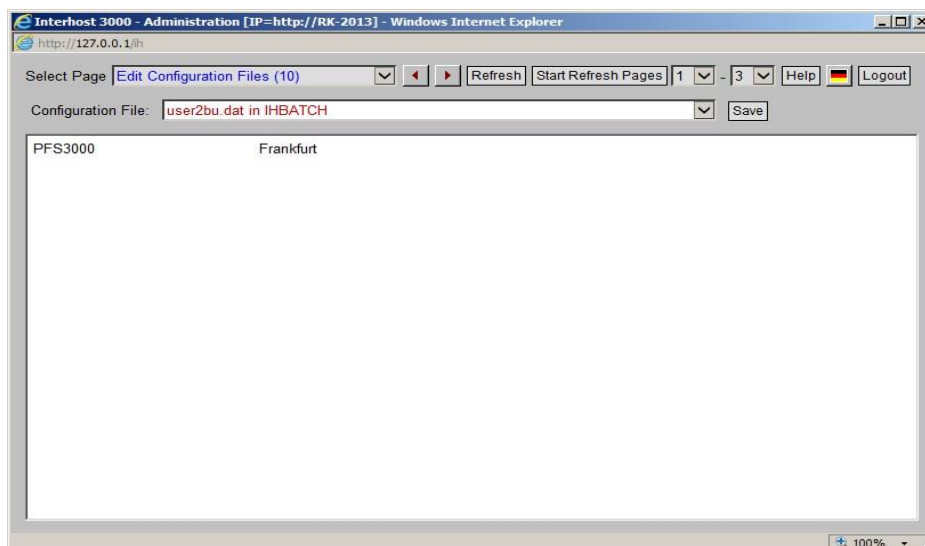 Interhost 3000 - Administration [IP=http://RK-2013] - Windows Internet Explorer
http://127.0.0.1/ih
Select Page Edit Configuration Files (10) Refresh Start Refresh Pages 1 - 3 Help Logout
Configuration File: user2bu.dat in IHBATCH Save
PFS3000 Frankfurt
100%